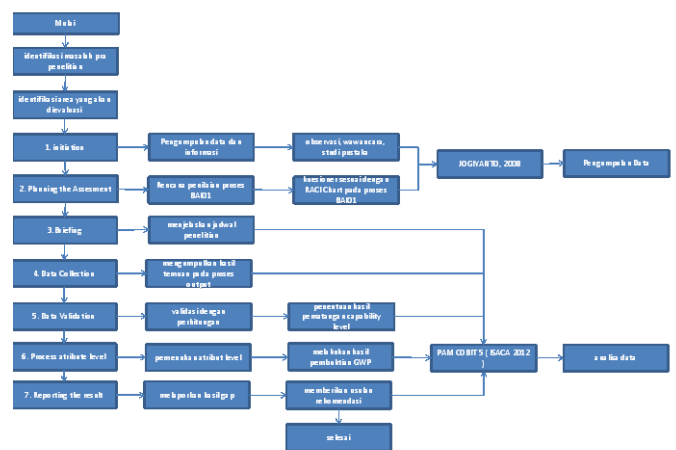 Mulai
identifikasi masalah pra
penelitian
identifikasi area yang akan
dievaluasi
1. initiation
Pengumpulan data dan
informasi
observasi, wawancara,
studi pustaka
JOGIYANTO, 2008
Pengumpulan Data
2. Planning the Assesment
Rencana penilaian proses
BAI01
kuesioner sesuai dengan
RACI Chart pada proses
BAI01
3. Briefing
menjelaskan jadwal
penelitian
4. Data Collection
mengumpulkan hasil
temuan pada proses
output
5. Data Validation
validasi dengan
perhitungan
penentuan hasil
pematangan capability
level
6. Process atribute level
pemenuhan atribut level
melakukan hasil
pembuktian GWP
PAM COBIT 5 ( ISACA 2012
)
analisa data
7. Reporting the result
melaporkan hasil gap
memberikan usulan
rekomendasi
selesai